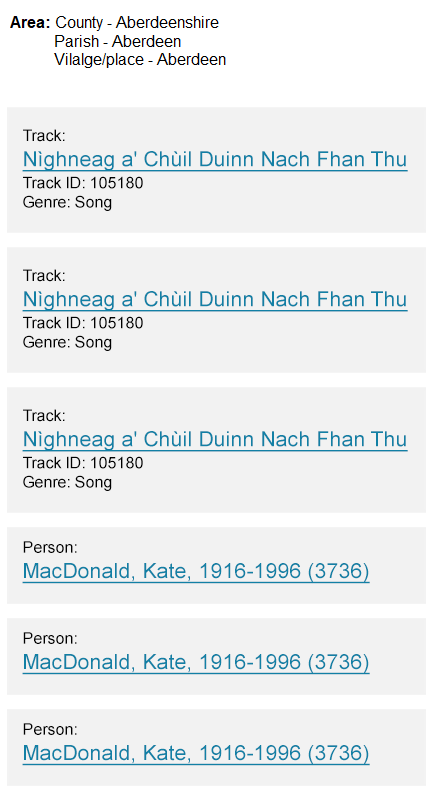 Area: County - Aberdeenshire
Parish - Aberdeen
Vilalge/place - Aberdeen
Track:
Nìghneag a' Chùil Duinn Nach Fhan Thu
Track ID: 105180
Genre: Song
Track:
Nìghneag a' Chùil Duinn Nach Fhan Thu
Track ID: 105180
Genre: Song
Track:
Nìghneag a' Chùil Duinn Nach Fhan Thu
Track ID: 105180
Genre: Song
Person:
MacDonald, Kate, 1916-1996 (3736)
Person:
MacDonald, Kate, 1916-1996 (3736)
Person:
MacDonald, Kate, 1916-1996 (3736)